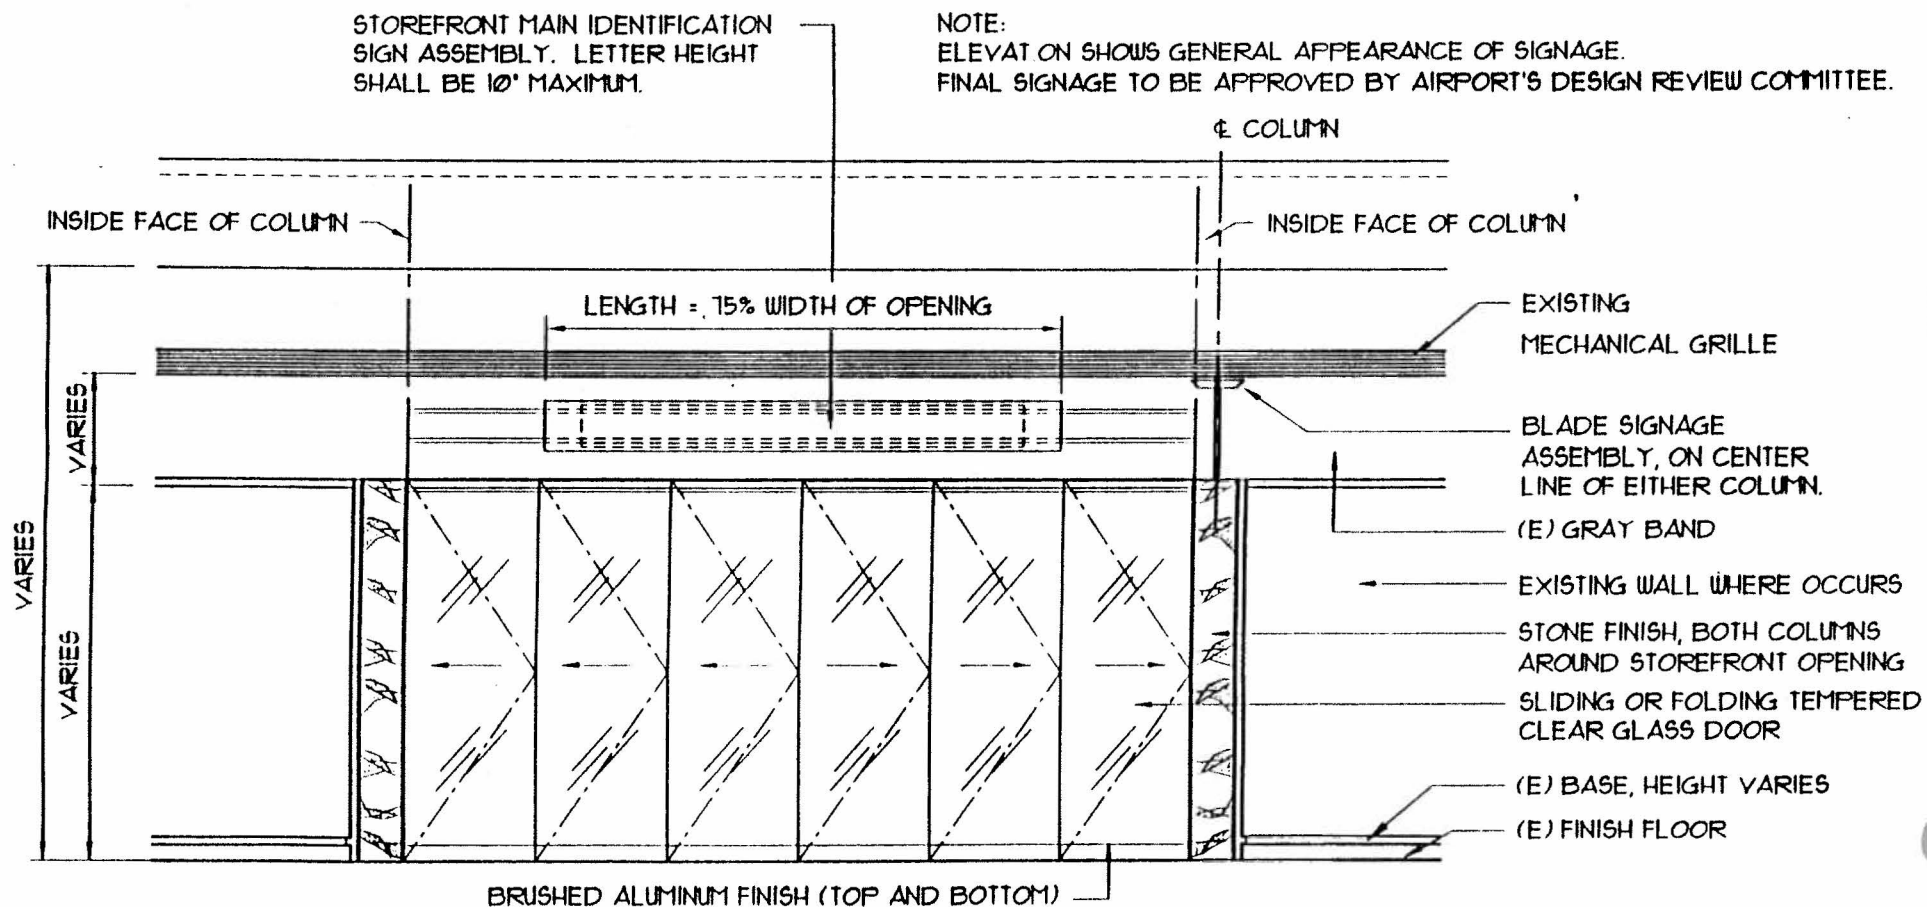 STOREFRONT MAIN IDENTIFICATION
SIGN ASSEMBLY. LETTER HEIGHT
SHALL BE 10" MAXIMUM.
NOTE:
ELEVAT ON SHOWS GENERAL APPEARANCE OF SIGNAGE.
FINAL SIGNAGE TO BE APPROVED BY AIRPORT'S DESIGN REVIEW COMMITTEE.
℄ COLUMN
INSIDE FACE OF COLUMN
INSIDE FACE OF COLUMN
LENGTH = 75% WIDTH OF OPENING
EXISTING
MECHANICAL GRILLE
VARIES
BLADE SIGNAGE
ASSEMBLY, ON CENTER
LINE OF EITHER COLUMN.
(E) GRAY BAND
VARIES
VARIES
EXISTING WALL WHERE OCCURS
STONE FINISH, BOTH COLUMNS
AROUND STOREFRONT OPENING
SLIDING OR FOLDING TEMPERED
CLEAR GLASS DOOR
(E) BASE, HEIGHT VARIES
(E) FINISH FLOOR
BRUSHED ALUMINUM FINISH (TOP AND BOTTOM)